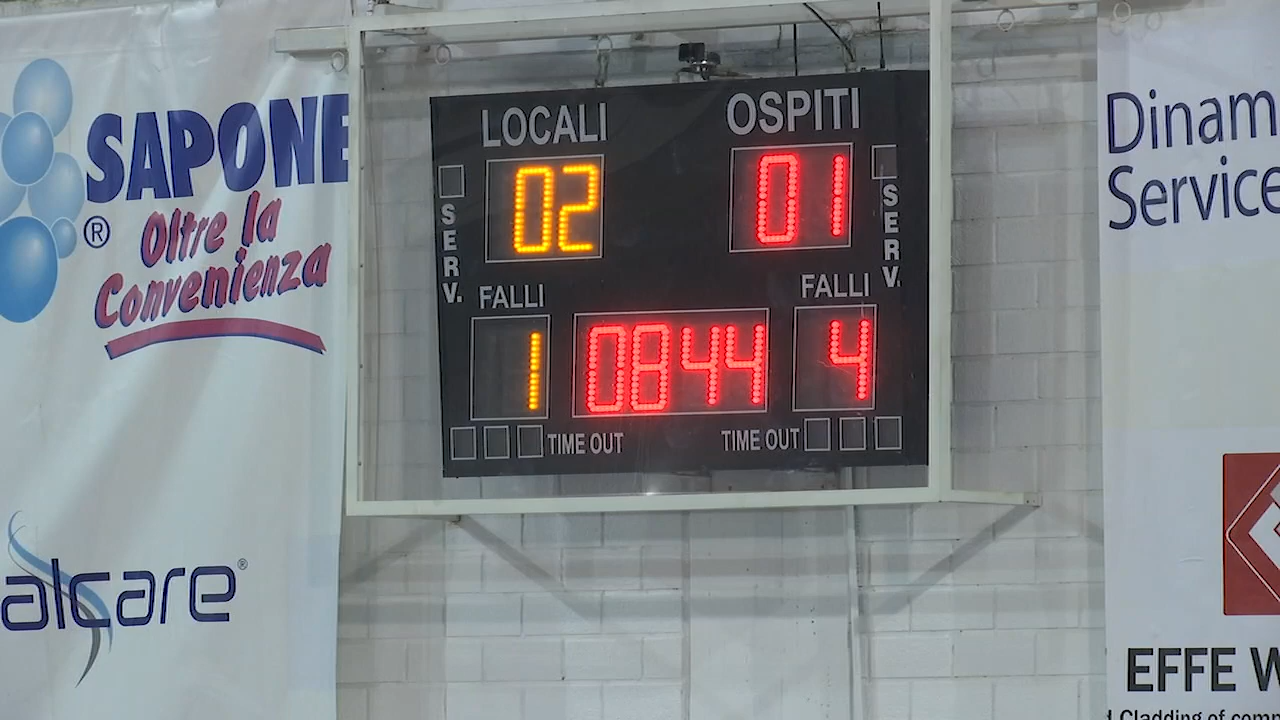 SAPONE
®
Oltre la
Convenienza
alcare®
LOCALI
OSPITI
02
01
SERV.
SERV.
FALLI
FALLI
1
0844
4
TIME OUT
TIME OUT
Dinam
Service
EFFE W
Cladding of com